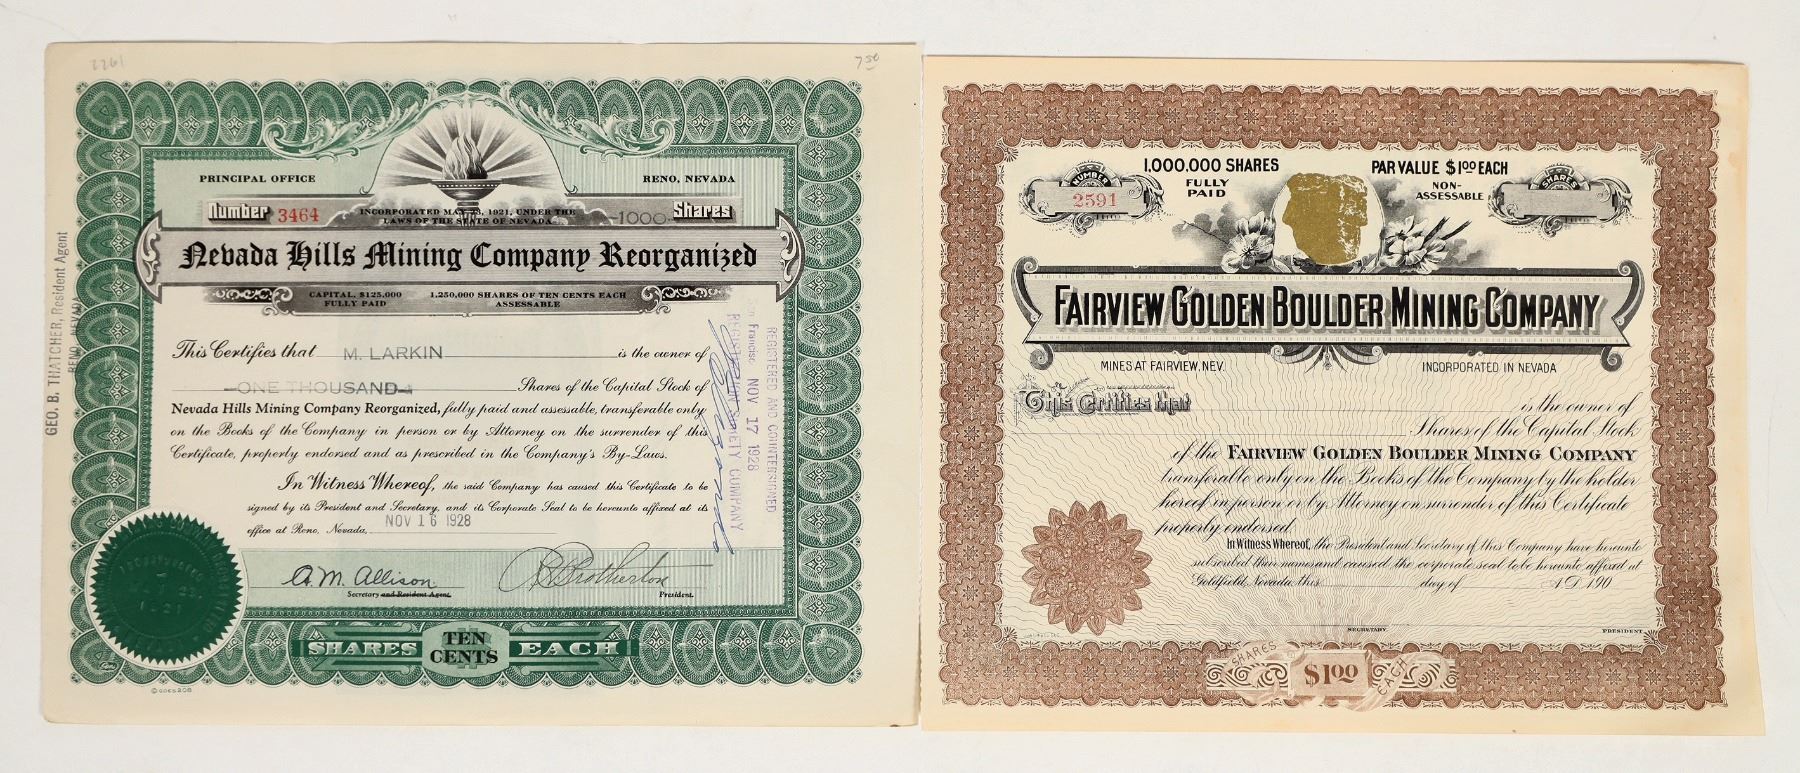 2261
7 50
PRINCIPAL OFFICE
RENO, NEVADA
Number 3464
INCORPORATED MAY 23, 1921, UNDER THE
LAWS OF THE STATE OF NEVADA
-1000- Shares
Nevada Hills Mining Company Reorganized
CAPITAL, $125,000
FULLY PAID
1,250,000 SHARES OF TEN CENTS EACH
ASSESSABLE
This Certifies that M. LARKIN is the owner of
-ONE THOUSAND- Shares of the Capital Stock of
Nevada Hills Mining Company Reorganized, fully paid and assessable, transferable only
on the Books of the Company in person or by Attorney on the surrender of this
Certificate, properly endorsed and as prescribed in the Company's By-Laws.
In Witness Whereof, the said Company has caused this Certificate to be
signed by its President and Secretary, and its Corporate Seal to be hereunto affixed at its
office at Reno, Nevada, NOV 16 1928
A. M. Allison
Secretary and Resident Agent.
Brotherton
President.
SHARES TEN CENTS EACH
© GOES 208
INCORPORATED
1921
GEO. B. THATCHER, Resident Agent
RENO, NEVADA
REGISTERED AND COUNTERSIGNED
San Francisco NOV 17 1928
COMPANY
1,000,000 SHARES
FULLY
PAID
PAR VALUE $1.00 EACH
NON-
ASSESSABLE
NUMBER
2591
SHARES
FAIRVIEW GOLDEN BOULDER MINING COMPANY
MINES AT FAIRVIEW, NEV.
INCORPORATED IN NEVADA
This Certifies that
is the owner of
Shares of the Capital Stock
of the FAIRVIEW GOLDEN BOULDER MINING COMPANY
transferable only on the Books of the Company by the holder
hereof in person or by Attorney on surrender of this Certificate
properly endorsed.
In Witness Whereof, the President and Secretary of this Company have hereunto
subscribed their names and caused the corporate seal to be hereunto affixed at
Goldfield, Nevada, this day of A.D. 190
SECRETARY
PRESIDENT
SHARES $1.00 EACH